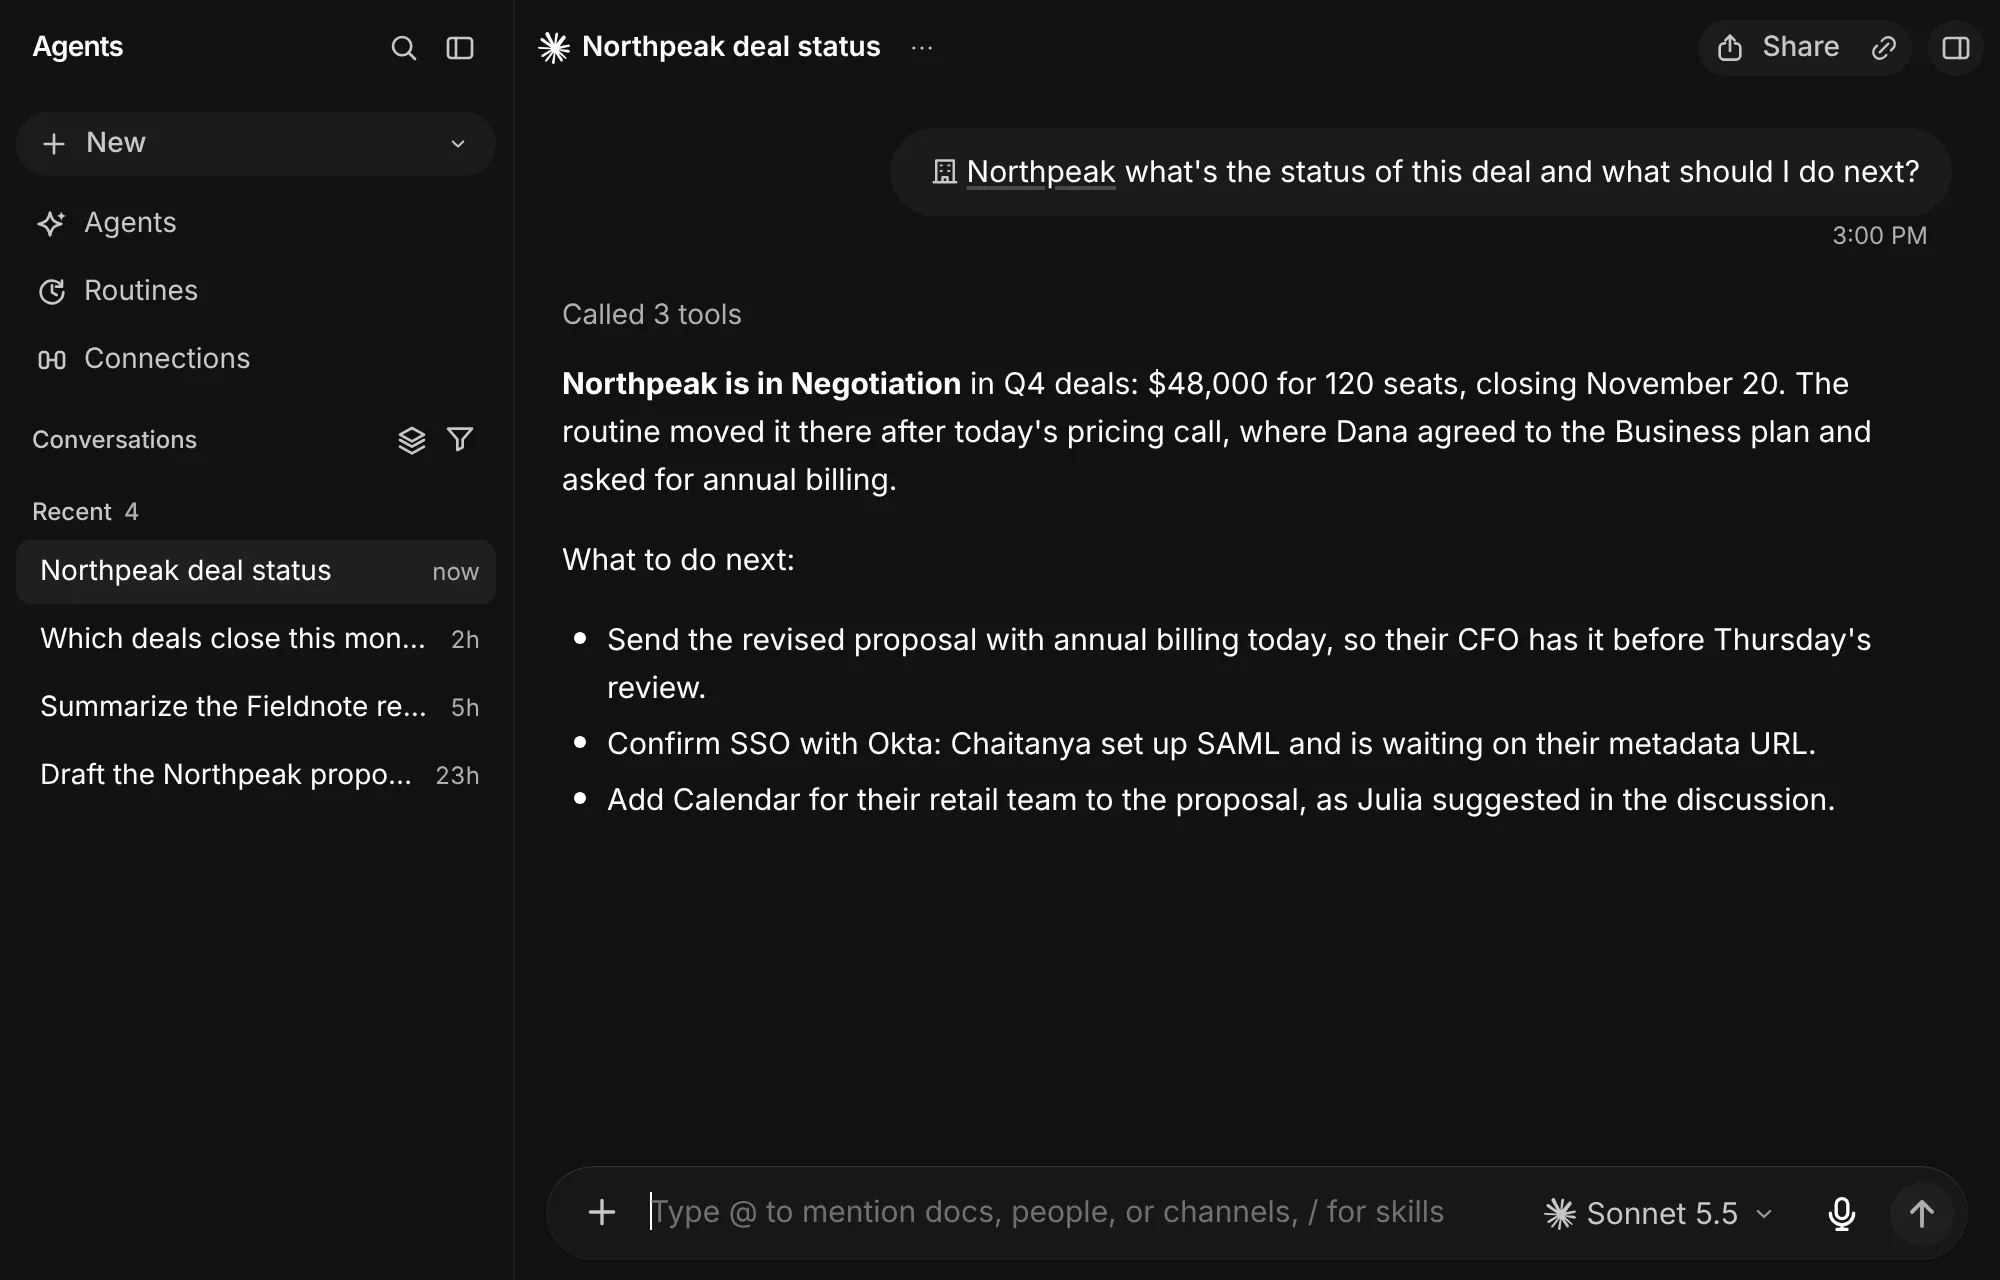 Agents
New
Agents
Routines
Connections
Conversations
Recent 4
Northpeak deal status now
Which deals close this mon... 2h
Summarize the Fieldnote re... 5h
Draft the Northpeak propo... 23h
Northpeak deal status
Share
Northpeak what's the status of this deal and what should I do next?
3:00 PM
Called 3 tools
Northpeak is in Negotiation in Q4 deals: $48,000 for 120 seats, closing November 20. The
routine moved it there after today's pricing call, where Dana agreed to the Business plan and
asked for annual billing.
What to do next:
• Send the revised proposal with annual billing today, so their CFO has it before Thursday's
review.
• Confirm SSO with Okta: Chaitanya set up SAML and is waiting on their metadata URL.
• Add Calendar for their retail team to the proposal, as Julia suggested in the discussion.
Type @ to mention docs, people, or channels, / for skills
Sonnet 5.5